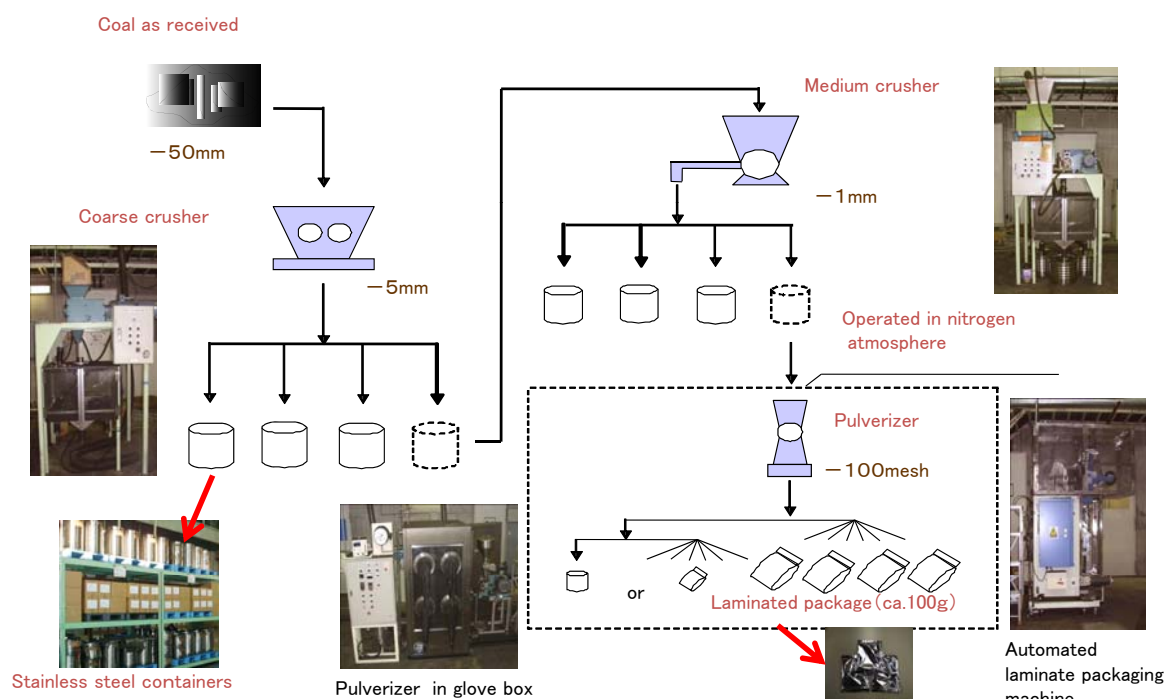 Coal as received
−50mm
Coarse crusher
−5mm
Medium crusher
−1mm
Operated in nitrogen
atmosphere
Pulverizer
−100mesh
or
Laminated package(ca.100g)
Stainless steel containers
Pulverizer in glove box
Automated
laminate packaging
machine